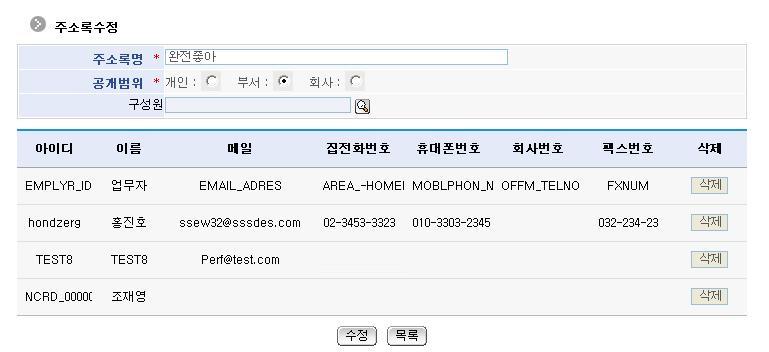 주소록수정
주소록명 * 완전좋아
공개범위 * 개인 : 부서 : 회사 :
구성원
아이디 이름 메일 집전화번호 휴대폰번호 회사번호 팩스번호 삭제
EMPLYR_ID 업무자 EMAIL_ADRES AREA_-HOMEI MOBLPHON_N OFFM_TELNO FXNUM 삭제
hondzerg 홍진호 ssew32@sssdes.com 02-3453-3323 010-3303-2345 032-234-23 삭제
TEST8 TEST8 Perf@test.com 삭제
NCRD_0000( 조재영 삭제
수정 목록